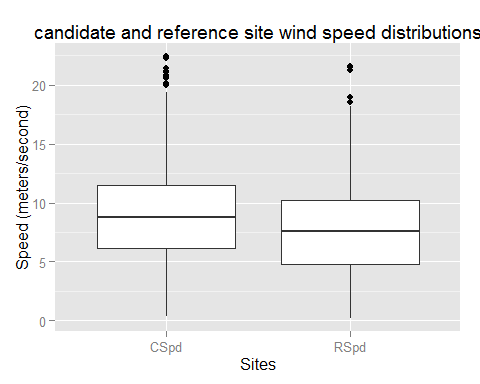 candidate and reference site wind speed distributions
Speed (meters/second)
20
15
10
5
0
CSpd RSpd
Sites